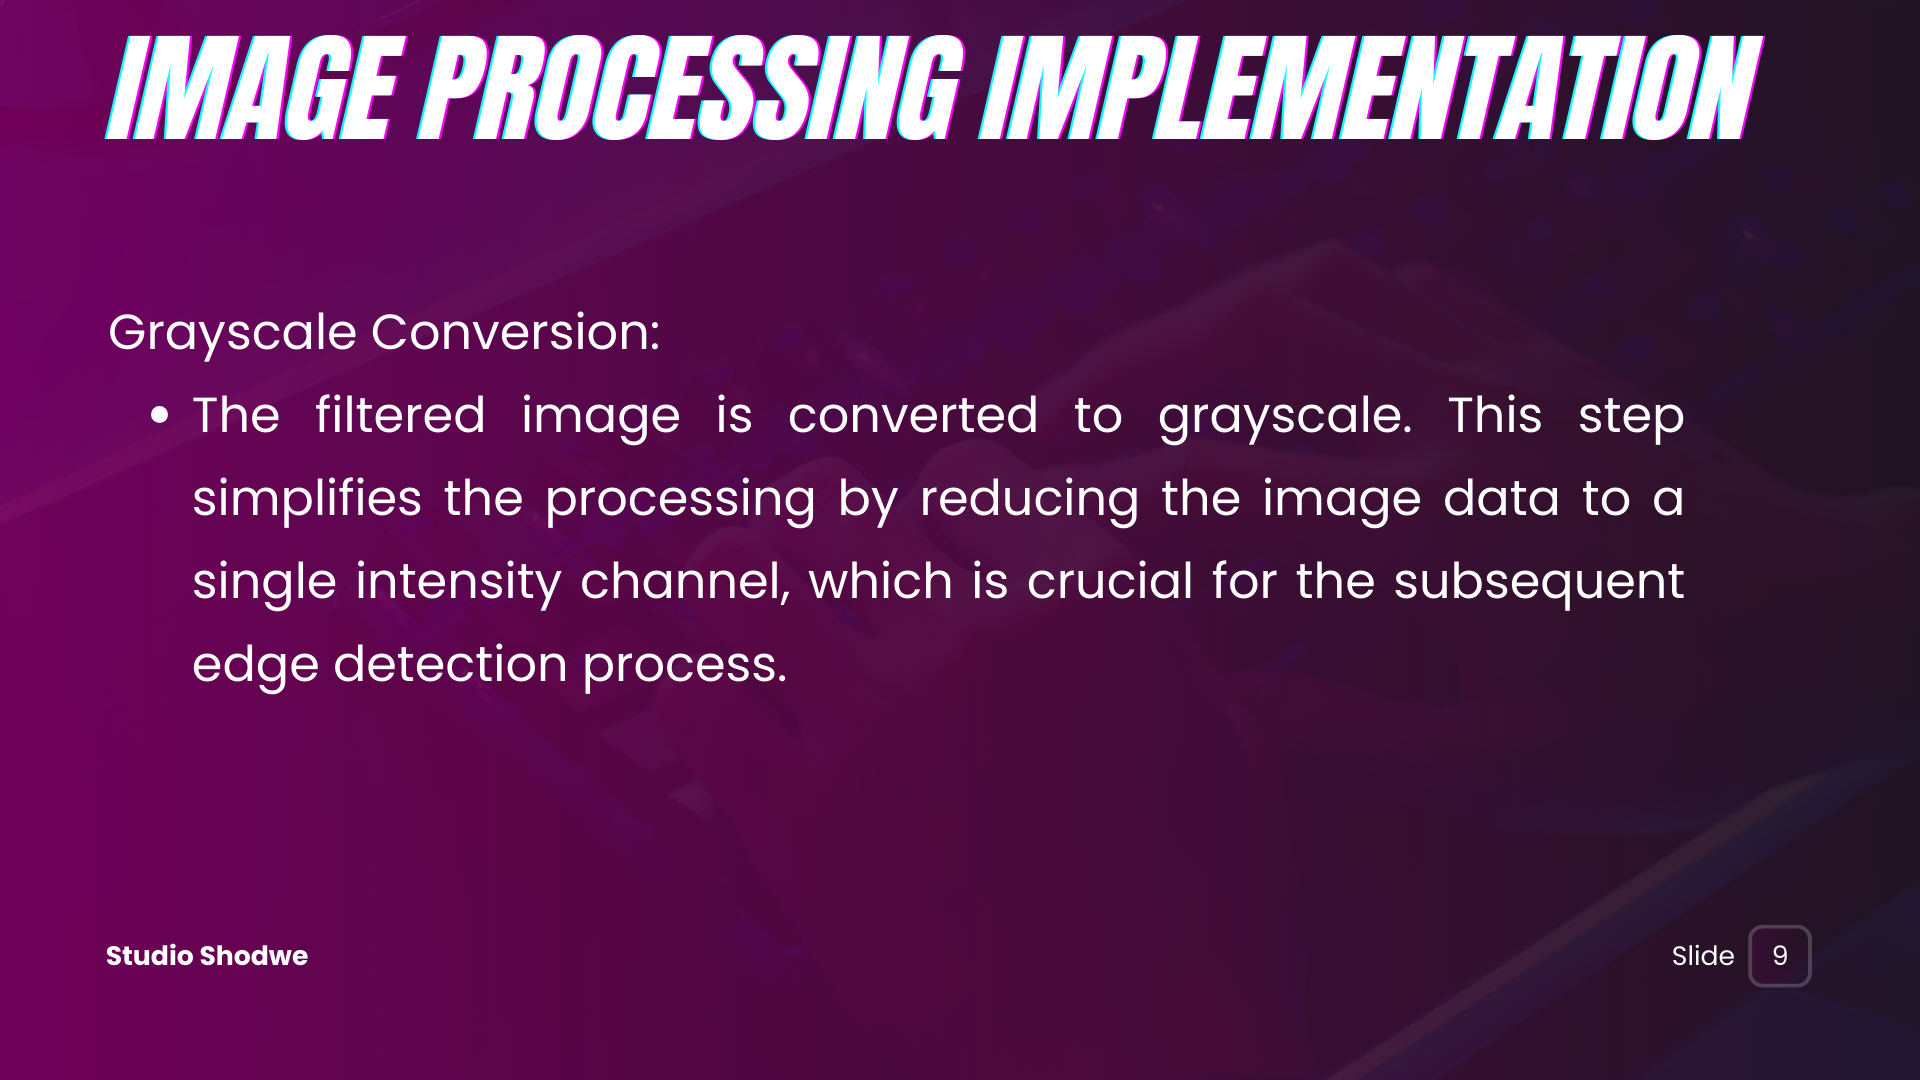 IMAGE PROCESSING IMPLEMENTATION
Grayscale Conversion:
• The filtered image is converted to grayscale. This step
simplifies the processing by reducing the image data to a
single intensity channel, which is crucial for the subsequent
edge detection process.
Studio Shodwe
Slide 9